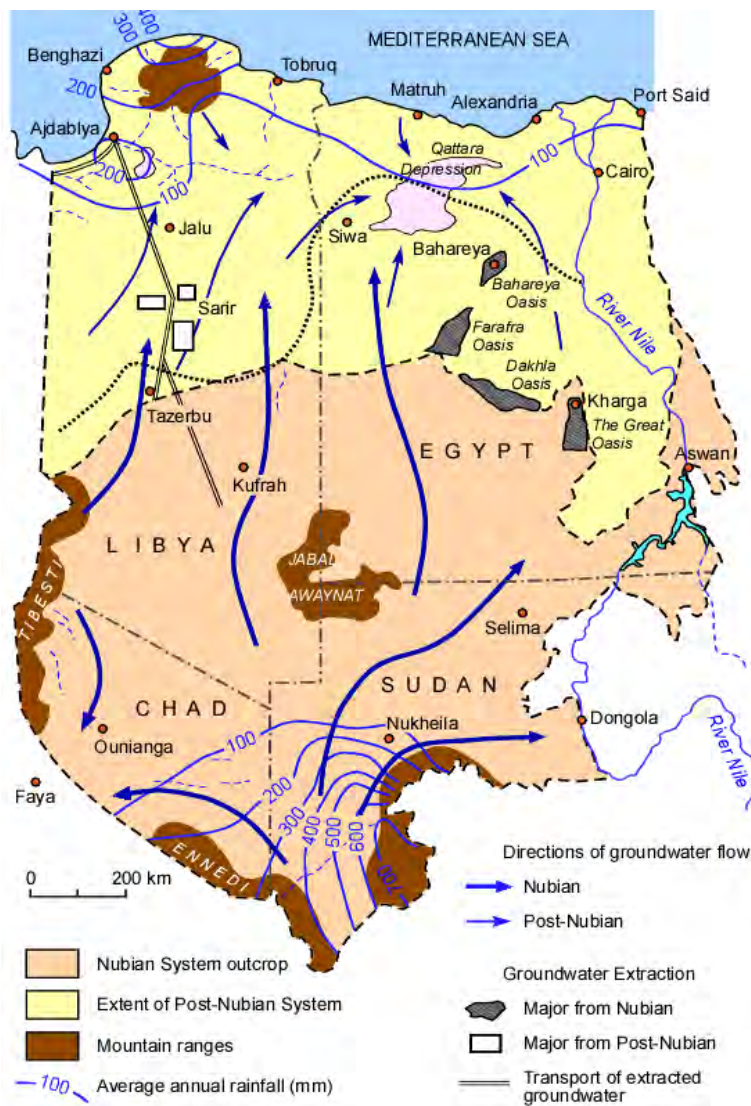 400
300
MEDITERRANEAN SEA
Benghazi
Tobruq
200
Matruh
Alexandria
Port Said
Ajdablya
Qattara
Depression
100
200
100
Cairo
Jalu
Siwa
Bahareya
Bahareya
Oasis
Sarir
River Nile
Farafra
Oasis
Dakhla
Oasis
Tazerbu
Kharga
The Great
Oasis
EGYPT
Kufrah
Aswan
LIBYA
JABAL
AWAYNAT
TIBESTI
Selima
SUDAN
CHAD
Ounianga
100
Nukheila
Dongola
River Nile
Faya
200
300
400
500
600
700
ENNEDI
0 200 km
Directions of groundwater flow
Nubian
Post-Nubian
Nubian System outcrop
Extent of Post-Nubian System
Mountain ranges
100 Average annual rainfall (mm)
Groundwater Extraction
Major from Nubian
Major from Post-Nubian
Transport of extracted
groundwater